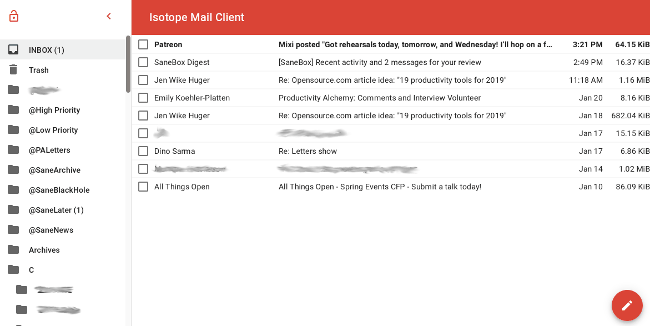 Isotope Mail Client
INBOX (1)
Trash
@High Priority
@Low Priority
@PALetters
@SaneArchive
@SaneBlackHole
@SaneLater (1)
@SaneNews
Archives
C
Patreon Mixi posted "Got rehearsals today, tomorrow, and Wednesday! I'll hop on a f... 3:21 PM 64.15 KiB
SaneBox Digest [SaneBox] Recent activity and 2 messages for your review 2:49 PM 16.37 KiB
Jen Wike Huger Re: Opensource.com article idea: "19 productivity tools for 2019" 11:18 AM 1.16 MiB
Emily Koehler-Platten Productivity Alchemy: Comments and Interview Volunteer Jan 20 8.16 KiB
Jen Wike Huger Re: Opensource.com article idea: "19 productivity tools for 2019" Jan 18 682.04 KiB
Jan 17 15.15 KiB
Dino Sarma Re: Letters show Jan 17 6.86 KiB
Jan 14 1.02 MiB
All Things Open All Things Open - Spring Events CFP - Submit a talk today! Jan 10 86.09 KiB